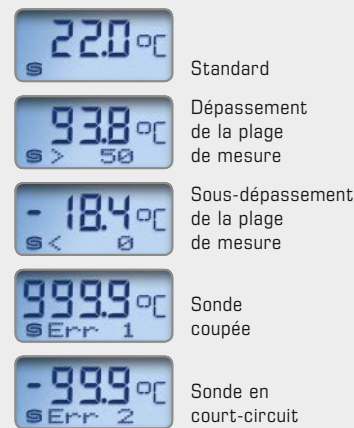 22.0 °C
S
Standard
93.8 °C
S > 50
Dépassement
de la plage
de mesure
- 18.4 °C
S < 0
Sous-dépassement
de la plage
de mesure
999.9 °C
S Err 1
Sonde
coupée
- 99.9 °C
S Err 2
Sonde en
court-circuit